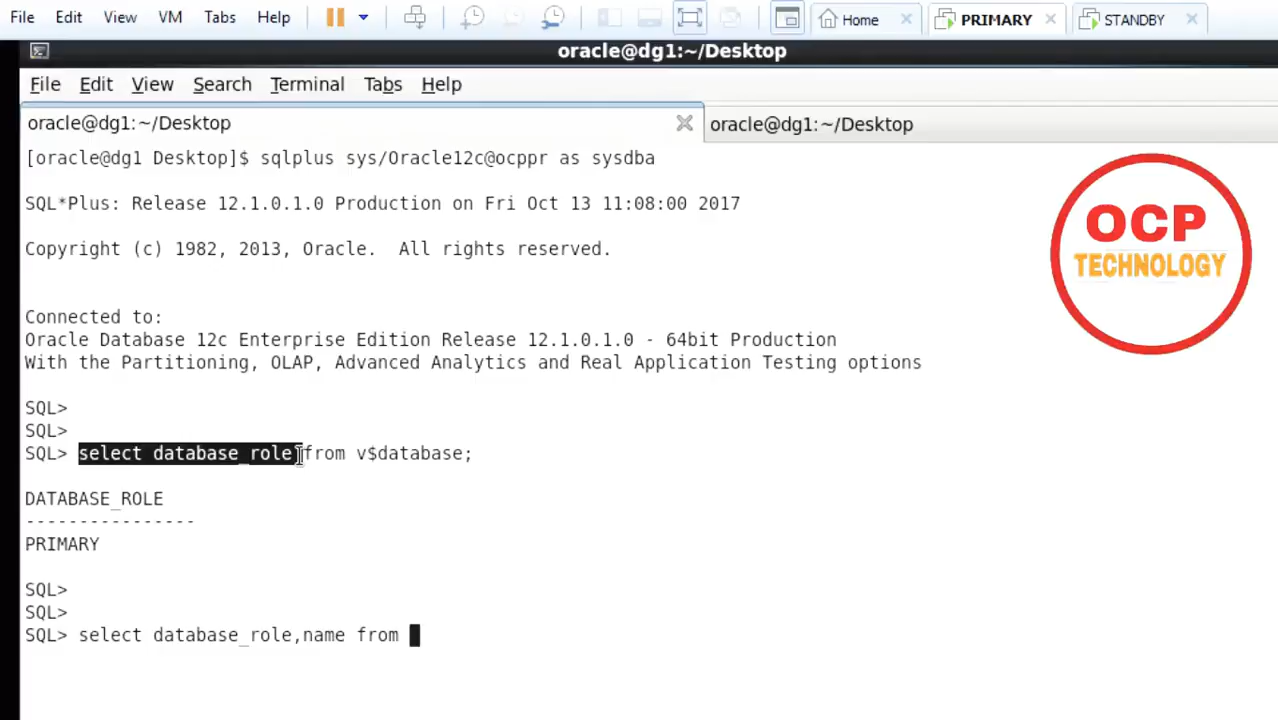 File Edit View VM Tabs Help Home PRIMARY STANDBY
oracle@dg1:~/Desktop
File Edit View Search Terminal Tabs Help
oracle@dg1:~/Desktop oracle@dg1:~/Desktop
[oracle@dg1 Desktop]$ sqlplus sys/Oracle12c@ocppr as sysdba
SQL*Plus: Release 12.1.0.1.0 Production on Fri Oct 13 11:08:00 2017
Copyright (c) 1982, 2013, Oracle.  All rights reserved.
Connected to:
Oracle Database 12c Enterprise Edition Release 12.1.0.1.0 - 64bit Production
With the Partitioning, OLAP, Advanced Analytics and Real Application Testing options
SQL>
SQL>
SQL> select database_role from v$database;
DATABASE_ROLE
----------------
PRIMARY
SQL>
SQL>
SQL> select database_role,name from
OCP
TECHNOLOGY